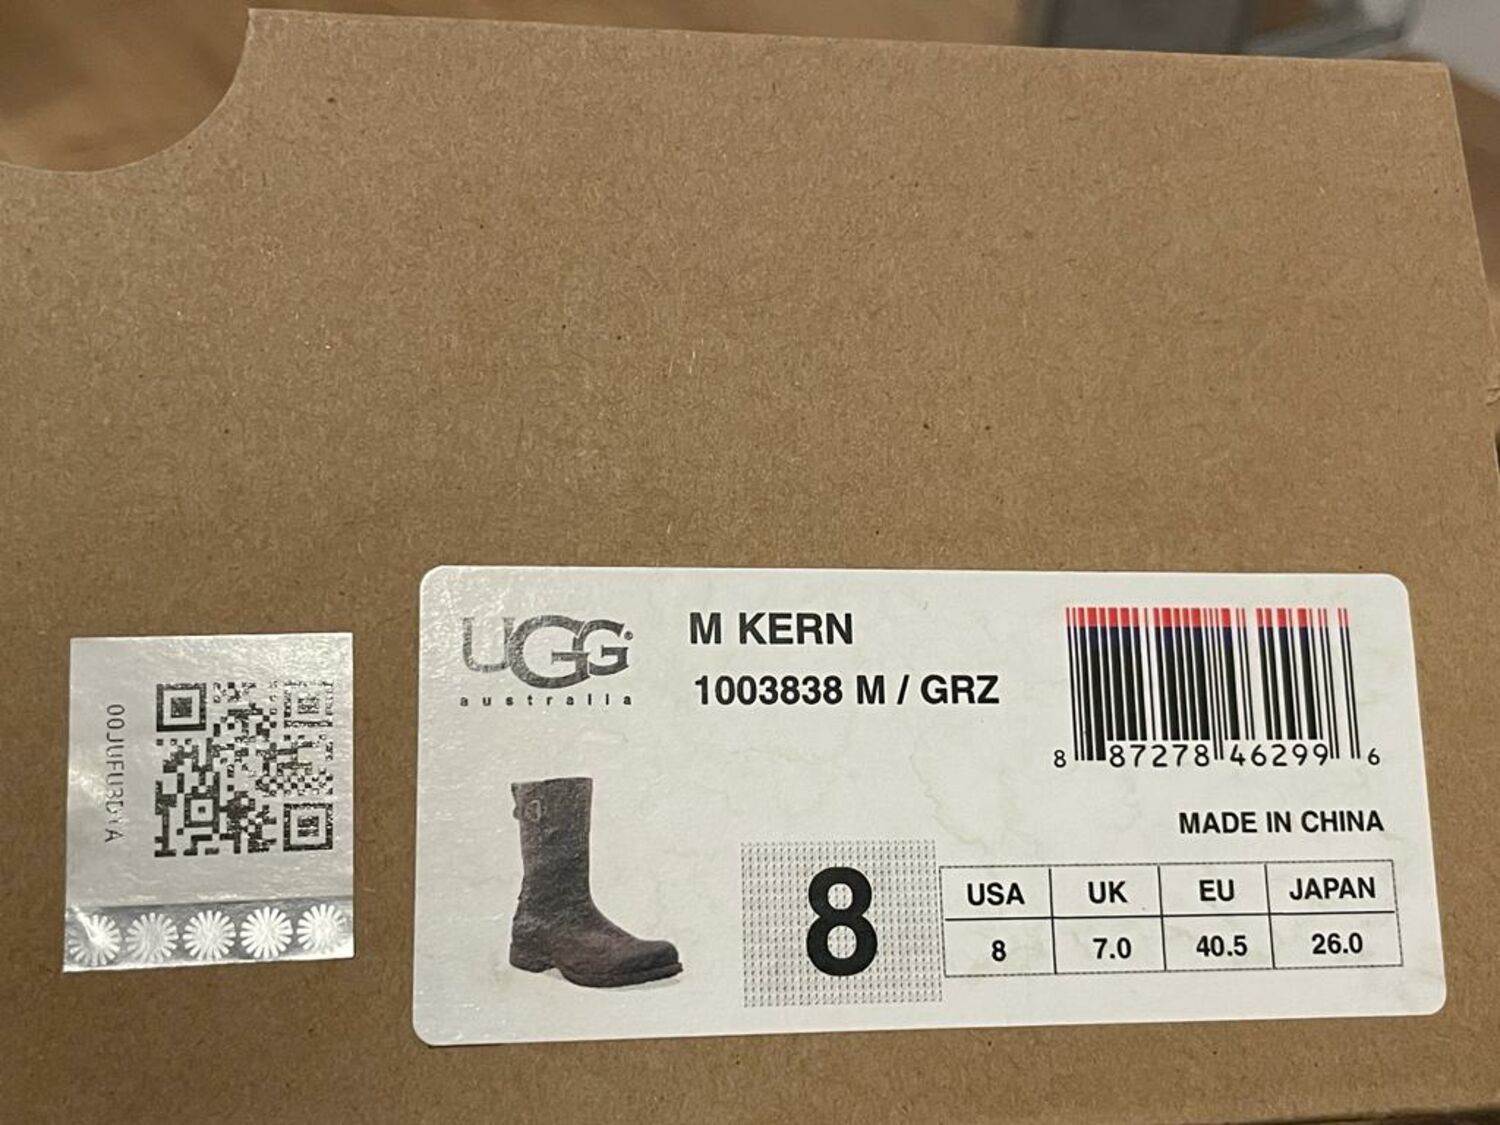 UGG
australia
M KERN
1003838 M / GRZ
8 87278 46299 6
MADE IN CHINA
8
USA UK EU JAPAN
8 7.0 40.5 26.0